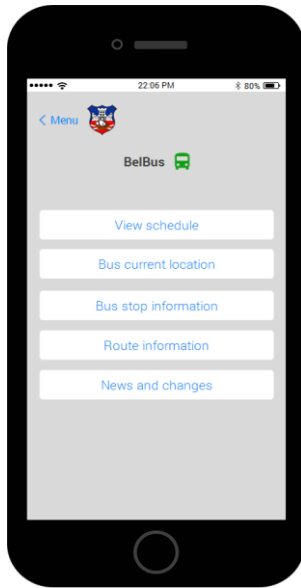 22:06 PM
80%
< Menu
BelBus
View schedule
Bus current location
Bus stop information
Route information
News and changes